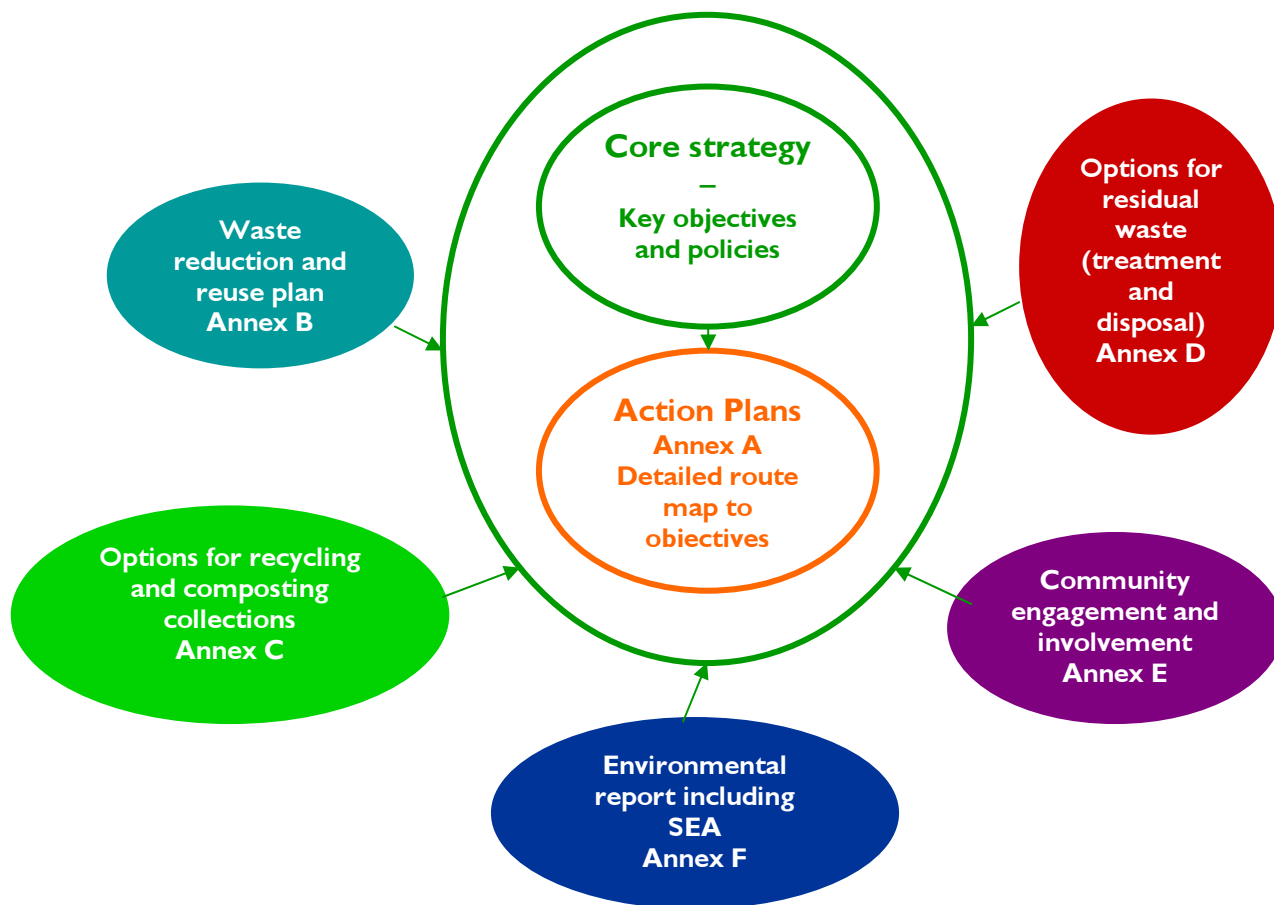 Core strategy
–
Key objectives
and policies
Action Plans
Annex A
Detailed route
map to
obiectives
Waste
reduction and
reuse plan
Annex B
Options for
residual
waste
(treatment
and
disposal)
Annex D
Options for recycling
and composting
collections
Annex C
Community
engagement and
involvement
Annex E
Environmental
report including
SEA
Annex F